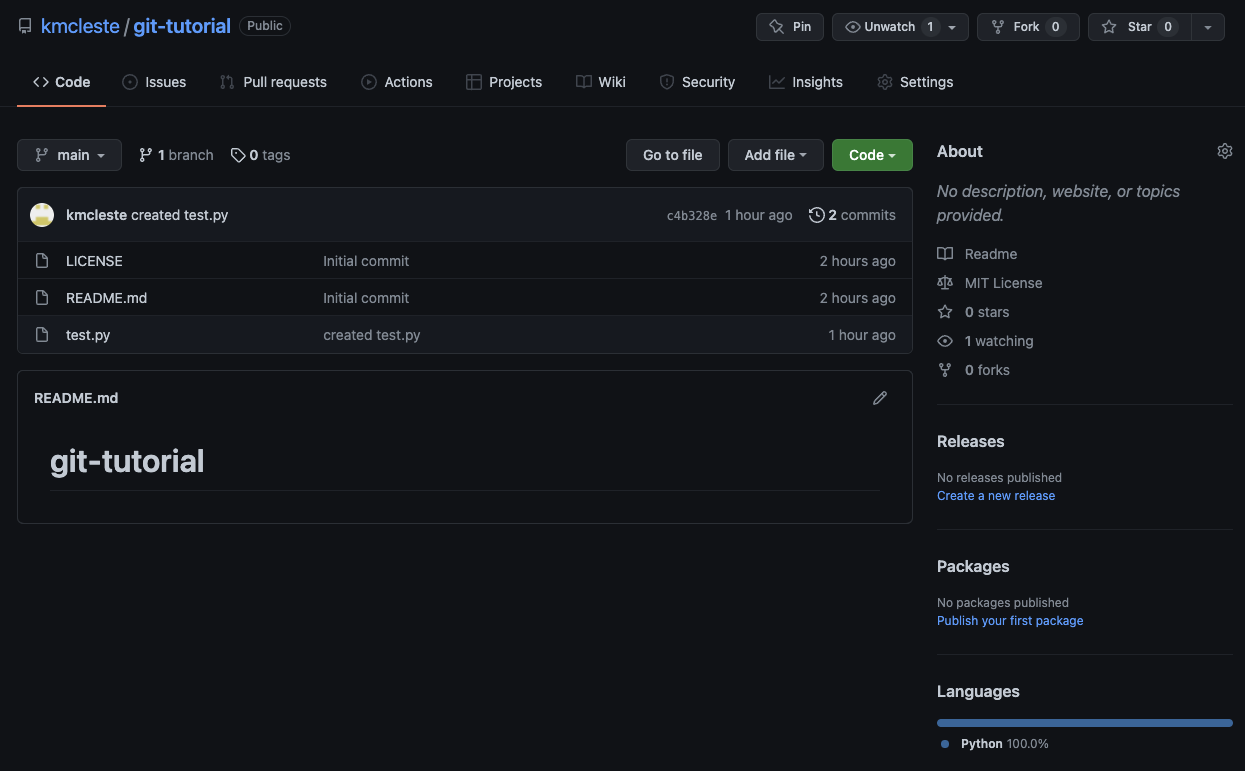 kmcleste / git-tutorial Public Pin Unwatch 1 Fork 0 Star 0
Code Issues Pull requests Actions Projects Wiki Security Insights Settings
main 1 branch 0 tags Go to file Add file Code
kmcleste created test.py c4b328e 1 hour ago 2 commits
LICENSE Initial commit 2 hours ago
README.md Initial commit 2 hours ago
test.py created test.py 1 hour ago
README.md
git-tutorial
About
No description, website, or topics
provided.
Readme
MIT License
0 stars
1 watching
0 forks
Releases
No releases published
Create a new release
Packages
No packages published
Publish your first package
Languages
Python 100.0%